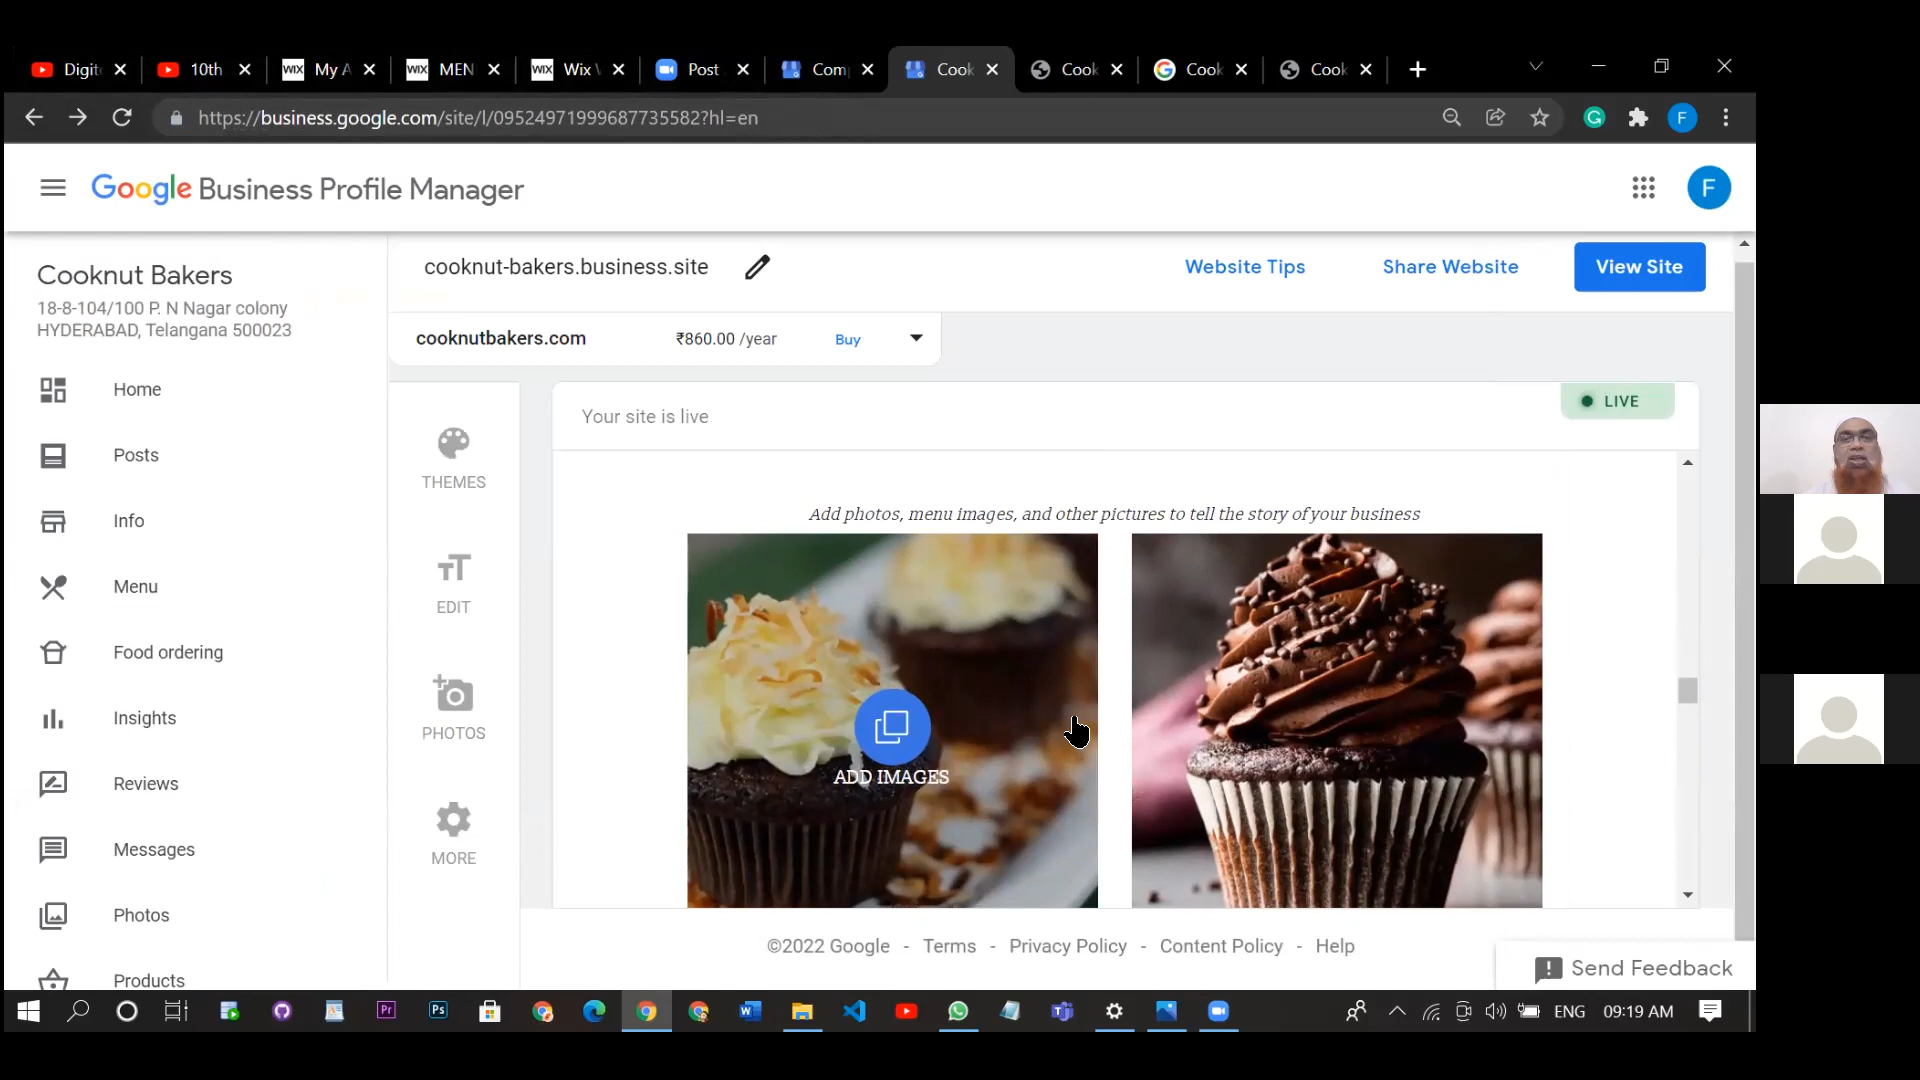 Digit
10th
WIX
My A
WIX
MEN
WIX
Wix
Post
Com
Cook
Cook
Cook
Cook
https://business.google.com/site/l/09524971999687735582?hl=en
F
Google Business Profile Manager
F
Cooknut Bakers
18-8-104/100 P. N Nagar colony
HYDERABAD, Telangana 500023
cooknut-bakers.business.site
Website Tips
Share Website
View Site
cooknutbakers.com
₹860.00 /year
Buy
Home
Posts
Info
Menu
Food ordering
Insights
Reviews
Messages
Photos
Products
THEMES
EDIT
PHOTOS
MORE
Your site is live
LIVE
Add photos, menu images, and other pictures to tell the story of your business
ADD IMAGES
©2022 Google - Terms - Privacy Policy - Content Policy - Help
Send Feedback
Pr
Ps
ENG
09:19 AM